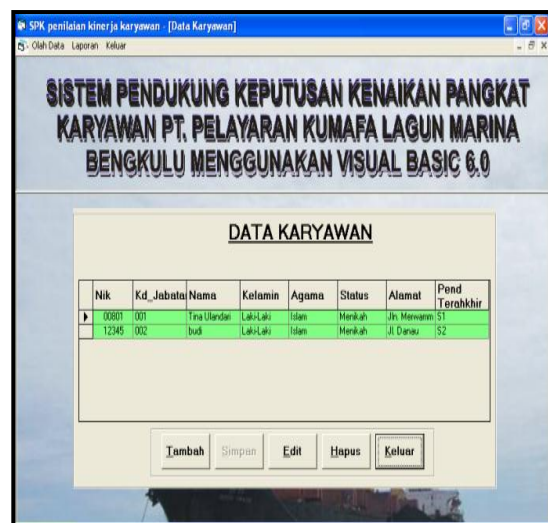 SPK penilaian kinerja karyawan - [Data Karyawan]
Olah Data Laporan Keluar
SISTEM PENDUKUNG KEPUTUSAN KENAIKAN PANGKAT
KARYAWAN PT. PELAYARAN KUMAFA LAGUN MARINA
BENGKULU MENGGUNAKAN VISUAL BASIC 6.0
DATA KARYAWAN
Nik Kd_Jabata Nama Kelamin Agama Status Alamat Pend Terahkhir
00801 001 Tina Ulandari Laki-Laki Islam Menikah Jln. S1
12345 002 budi Laki-Laki Islam Menikah Jl. Danau S2
Tambah Simpan Edit Hapus Keluar